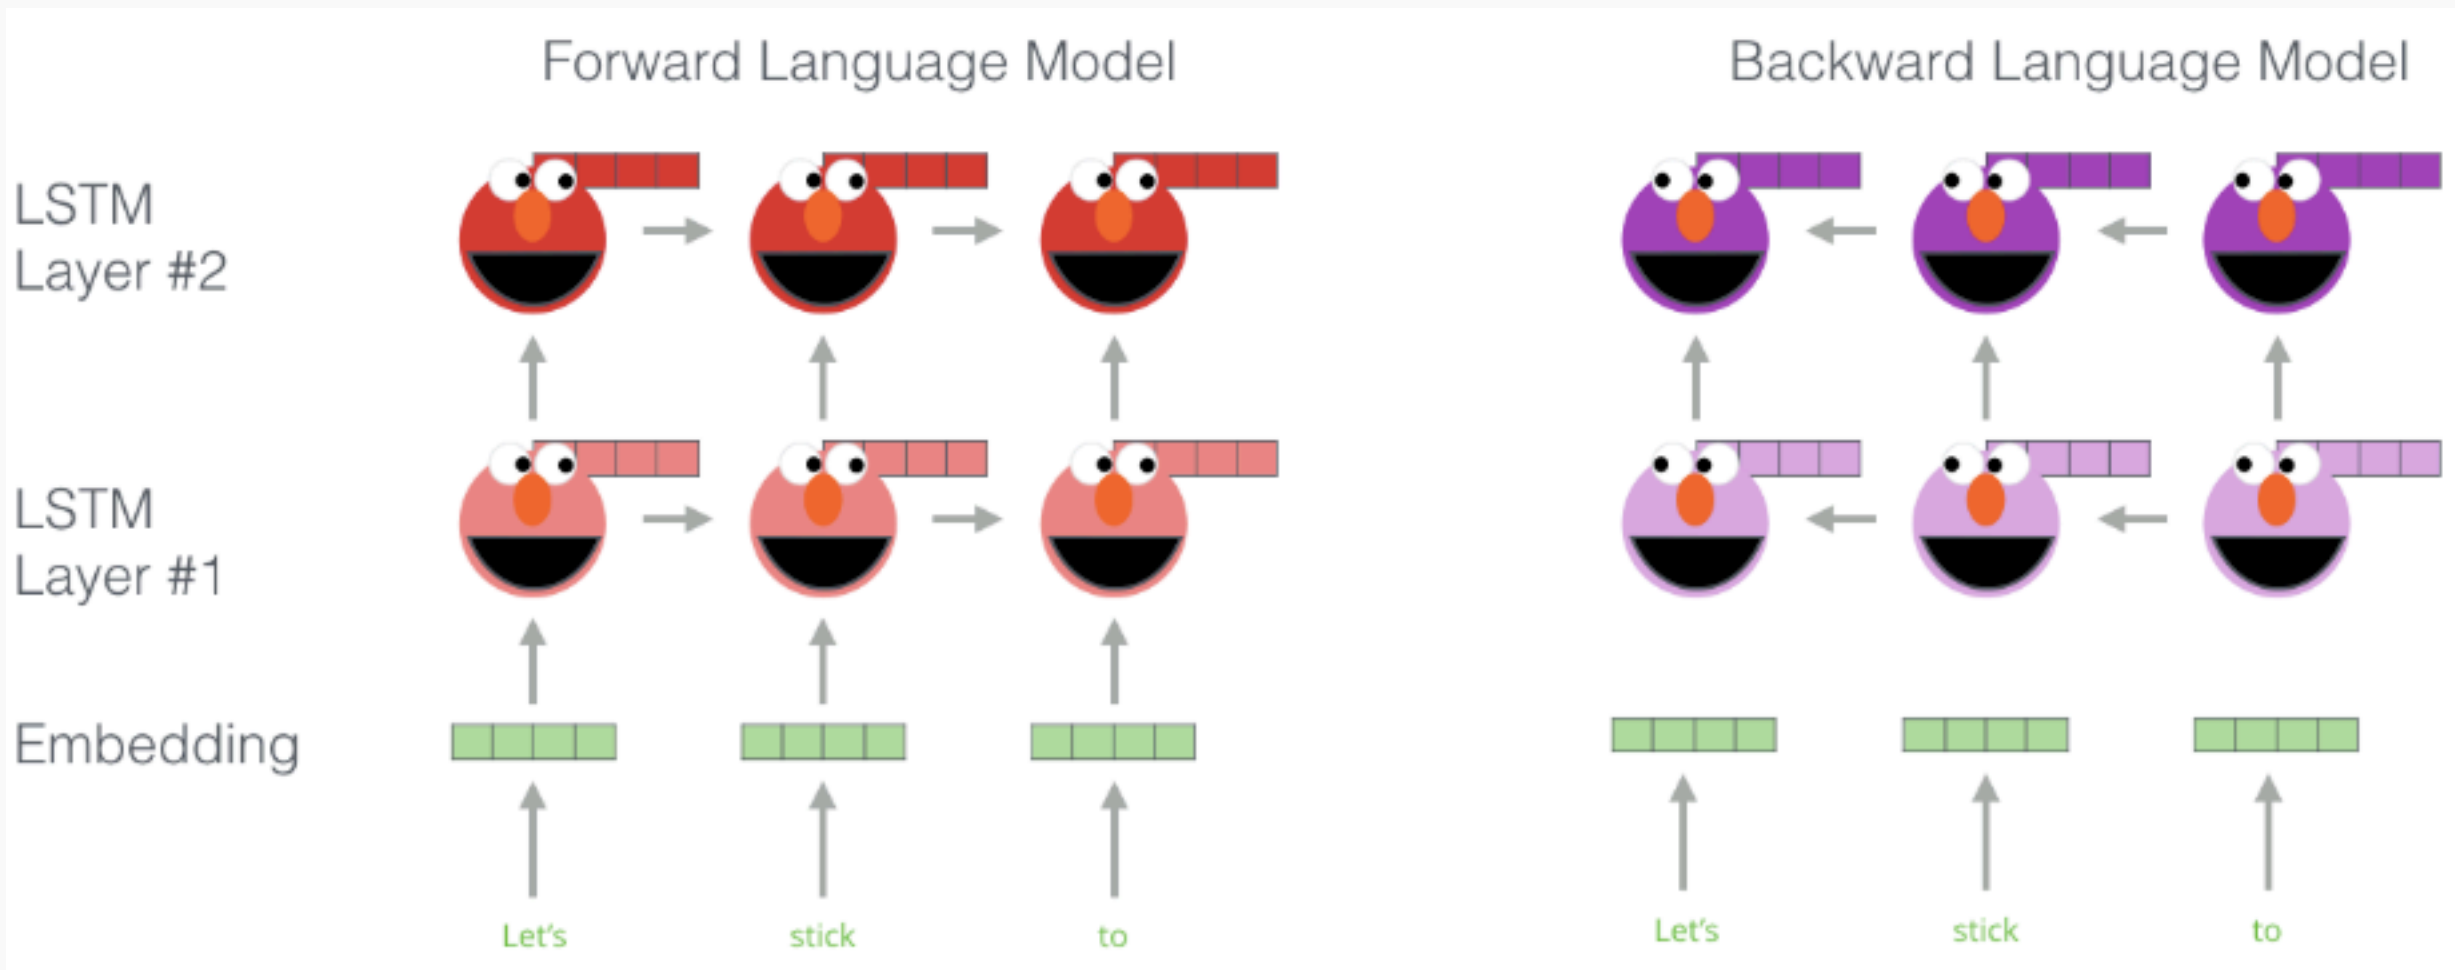 Forward Language Model
Backward Language Model
LSTM
Layer #2
LSTM
Layer #1
Embedding
Let's
stick
to
Let's
stick
to